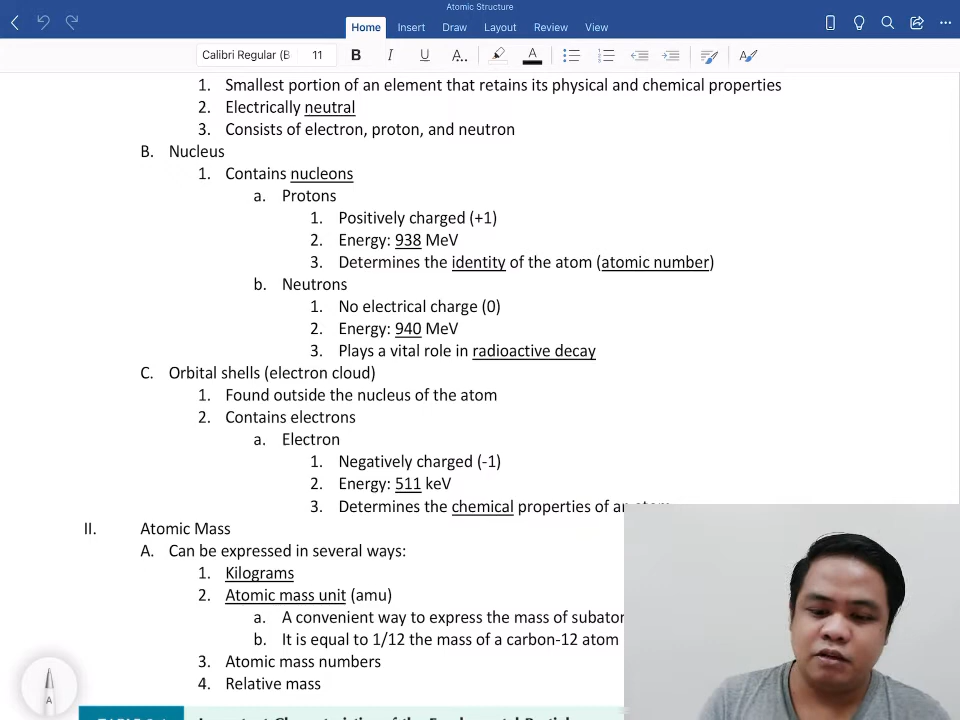 Atomic Structure
Home Insert Draw Layout Review View
Calibri Regular (B 11 B I U A.. A
1. Smallest portion of an element that retains its physical and chemical properties
2. Electrically neutral
3. Consists of electron, proton, and neutron
B. Nucleus
1. Contains nucleons
a. Protons
1. Positively charged (+1)
2. Energy: 938 MeV
3. Determines the identity of the atom (atomic number)
b. Neutrons
1. No electrical charge (0)
2. Energy: 940 MeV
3. Plays a vital role in radioactive decay
C. Orbital shells (electron cloud)
1. Found outside the nucleus of the atom
2. Contains electrons
a. Electron
1. Negatively charged (-1)
2. Energy: 511 keV
3. Determines the chemical properties of an atom
II. Atomic Mass
A. Can be expressed in several ways:
1. Kilograms
2. Atomic mass unit (amu)
a. A convenient way to express the mass of subator
b. It is equal to 1/12 the mass of a carbon-12 atom
3. Atomic mass numbers
4. Relative mass
A